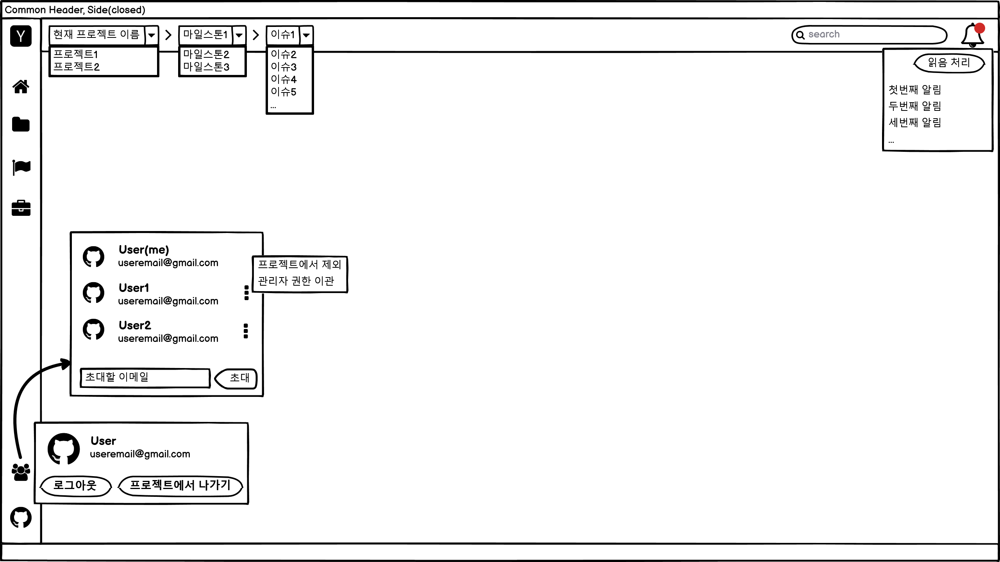 Common Header, Side(closed)
Y
현재 프로젝트 이름
마일스톤1
이슈1
search
프로젝트1
프로젝트2
마일스톤2
마일스톤3
이슈2
이슈3
이슈4
이슈5
...
읽음 처리
첫번째 알림
두번째 알림
세번째 알림
...
User(me)
useremail@gmail.com
프로젝트에서 제외
관리자 권한 이관
User1
useremail@gmail.com
User2
useremail@gmail.com
초대할 이메일
초대
User
useremail@gmail.com
로그아웃
프로젝트에서 나가기